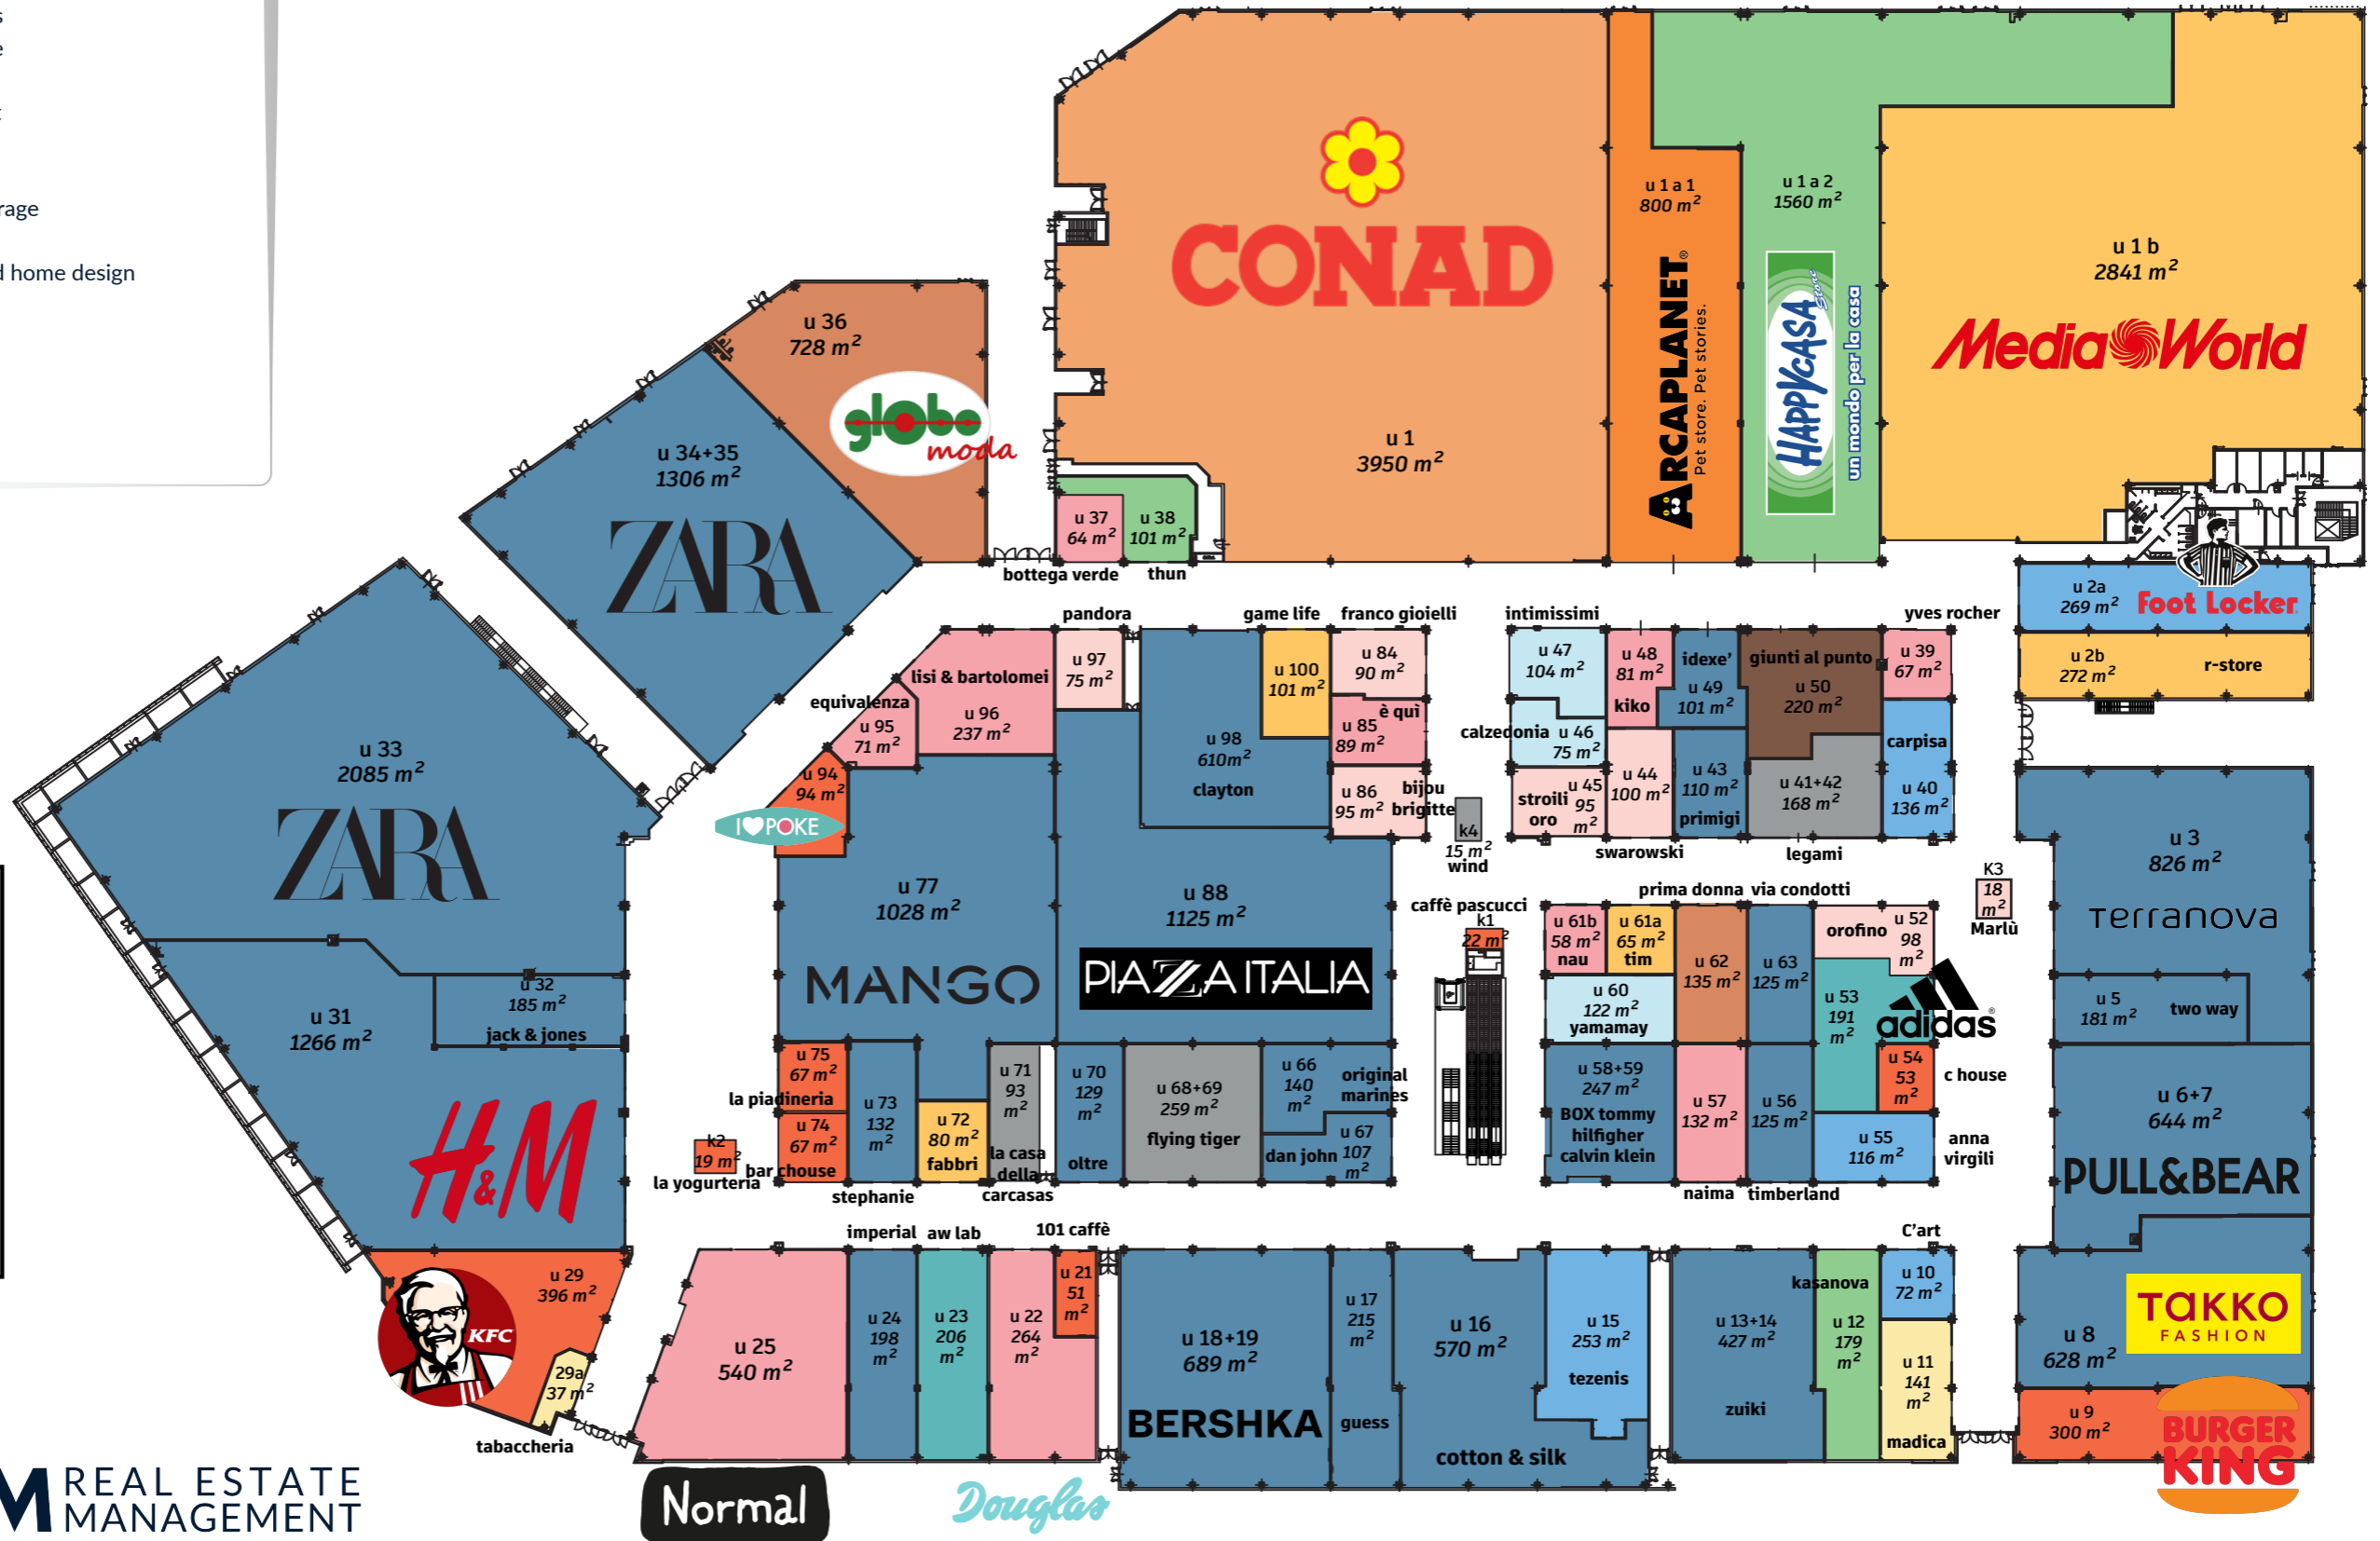 d home design
CONAD
u 1
3950 m²
u 1 a 1
800 m²
ARCAPLANET®
Pet store. Pet stories.
u 1 a 2
1560 m²
HAPPYCASA
Store
un mondo per la casa
u 1 b
2841 m²
MediaWorld
u 36
728 m²
globo
moda
u 34+35
1306 m²
ZARA
u 37
64 m²
u 38
101 m²
bottega verde
thun
u 2a
269 m²
Foot Locker
u 2b
272 m²
r-store
u 33
2085 m²
ZARA
pandora
game life
franco gioielli
intimissimi
yves rocher
lisi & bartolomei
u 96
237 m²
u 97
75 m²
equivalenza
u 95
71 m²
u 94
94 m²
I POKE
u 98
610m²
clayton
u 100
101 m²
u 84
90 m²
è qui
u 85
89 m²
u 86
95 m²
bijou
brigitte
u 47
104 m²
u 48
81 m²
kiko
idexe’
u 49
101 m²
giunti al punto
u 50
220 m²
u 39
67 m²
calzedonia
u 46
75 m²
stroili
oro
u 45
95
m²
u 44
100 m²
u 43
110 m²
primigi
u 41+42
168 m²
carpisa
u 40
136 m²
k4
15 m²
wind
swarowski
legami
u 3
826 m²
Terranova
K3
18
m²
Marlù
u 77
1028 m²
MANGO
u 88
1125 m²
PIAZZA ITALIA
caffè pascucci
k1
22 m²
prima donna
via condotti
u 61b
58 m²
nau
u 61a
65 m²
tim
u 62
135 m²
u 63
125 m²
orofino
u 52
98
m²
u 60
122 m²
yamamay
u 53
191
m²
adidas®
u 5
181 m²
two way
u 31
1266 m²
H&M
u 32
185 m²
jack & jones
u 75
67 m²
la piadineria
u 74
67 m²
bar chouse
u 73
132
m²
stephanie
u 72
80 m²
fabbri
u 71
93
m²
la casa
della
carcasas
u 70
129
m²
oltre
u 68+69
259 m²
flying tiger
u 66
140
m²
original
marines
u 67
107
m²
dan john
k2
19 m²
la yogurteria
u 58+59
247 m²
BOX tommy
hilfigher
calvin klein
u 57
132 m²
naima
u 56
125 m²
timberland
u 54
53
m²
c house
u 55
116 m²
anna
virgili
u 6+7
644 m²
PULL&BEAR
u 29
396 m²
KFC
29a
37 m²
tabaccheria
imperial
aw lab
101 caffè
u 25
540 m²
Normal
u 24
198
m²
u 23
206
m²
u 22
264
m²
Douglas
u 21
51
m²
u 18+19
689 m²
BERSHKA
u 17
215
m²
guess
u 16
570 m²
cotton & silk
u 15
253 m²
tezenis
u 13+14
427 m²
zuiki
kasanova
u 12
179
m²
C’art
u 10
72 m²
u 11
141
m²
madica
u 8
628 m²
TAKKO
FASHION
u 9
300 m²
BURGER
KING
M REAL ESTATE
MANAGEMENT